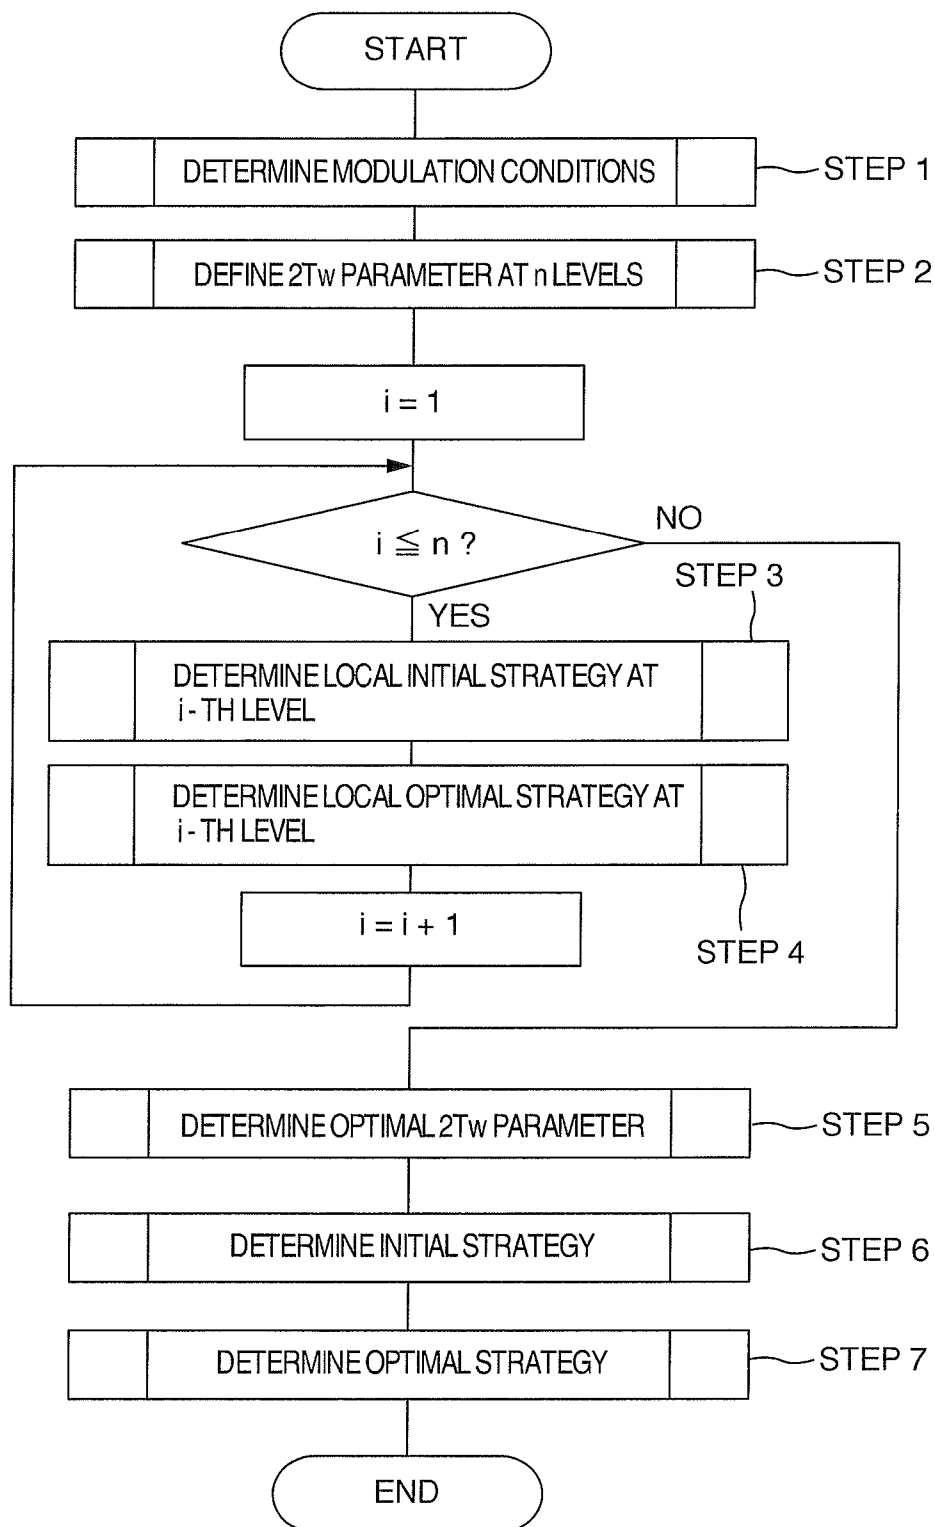 START
DETERMINE MODULATION CONDITIONS
STEP 1
DEFINE 2Tw PARAMETER AT n LEVELS
STEP 2
i = 1
i ≦ n ?
NO
YES
STEP 3
DETERMINE LOCAL INITIAL STRATEGY AT
i - TH LEVEL
DETERMINE LOCAL OPTIMAL STRATEGY AT
i - TH LEVEL
i = i + 1
STEP 4
DETERMINE OPTIMAL 2Tw PARAMETER
STEP 5
DETERMINE INITIAL STRATEGY
STEP 6
DETERMINE OPTIMAL STRATEGY
STEP 7
END